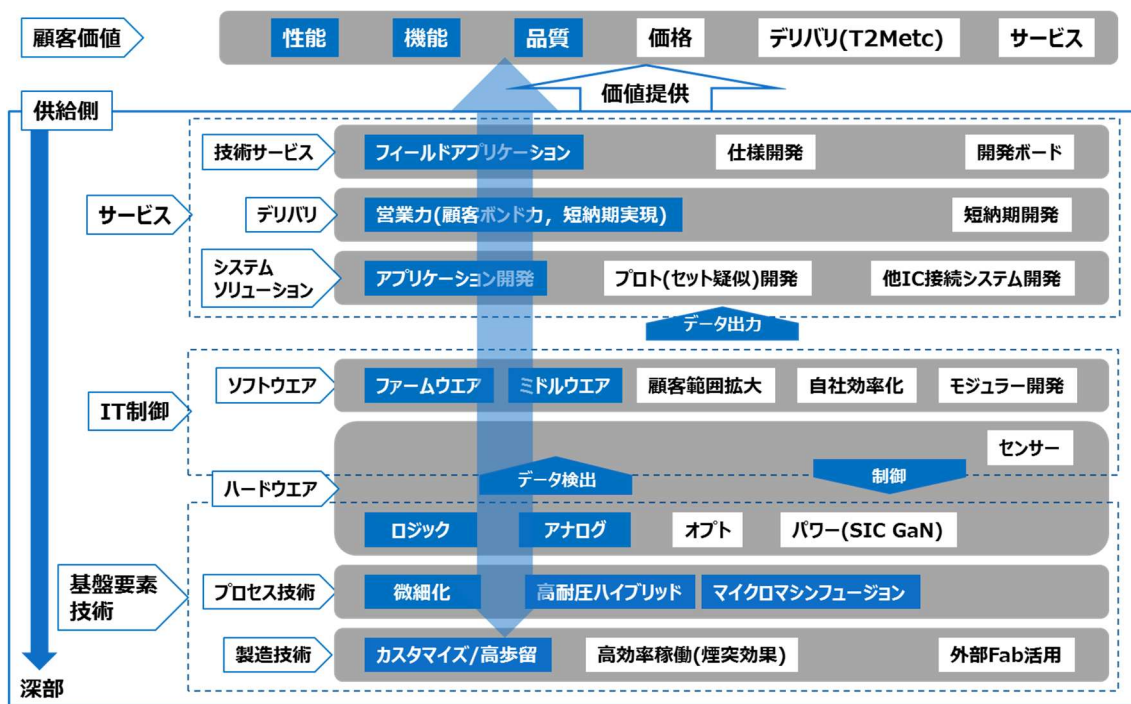 顧客価値
性能
機能
品質
価格
デリバリ(T2Metc)
サービス
価値提供
供給側
技術サービス
フィールドアプリケーション
仕様開発
開発ボード
サービス
デリバリ
営業力(顧客ボンド力，短納期実現)
短納期開発
システム
ソリューション
アプリケーション開発
プロト(セット疑似)開発
他IC接続システム開発
データ出力
IT制御
ソフトウエア
ファームウエア
ミドルウエア
顧客範囲拡大
自社効率化
モジュラー開発
センサー
データ検出
制御
ハードウエア
ロジック
アナログ
オプト
パワー(SIC GaN)
基盤要素
技術
プロセス技術
微細化
高耐圧ハイブリッド
マイクロマシンフュージョン
製造技術
カスタマイズ/高歩留
高効率稼働(煙突効果)
外部Fab活用
深部